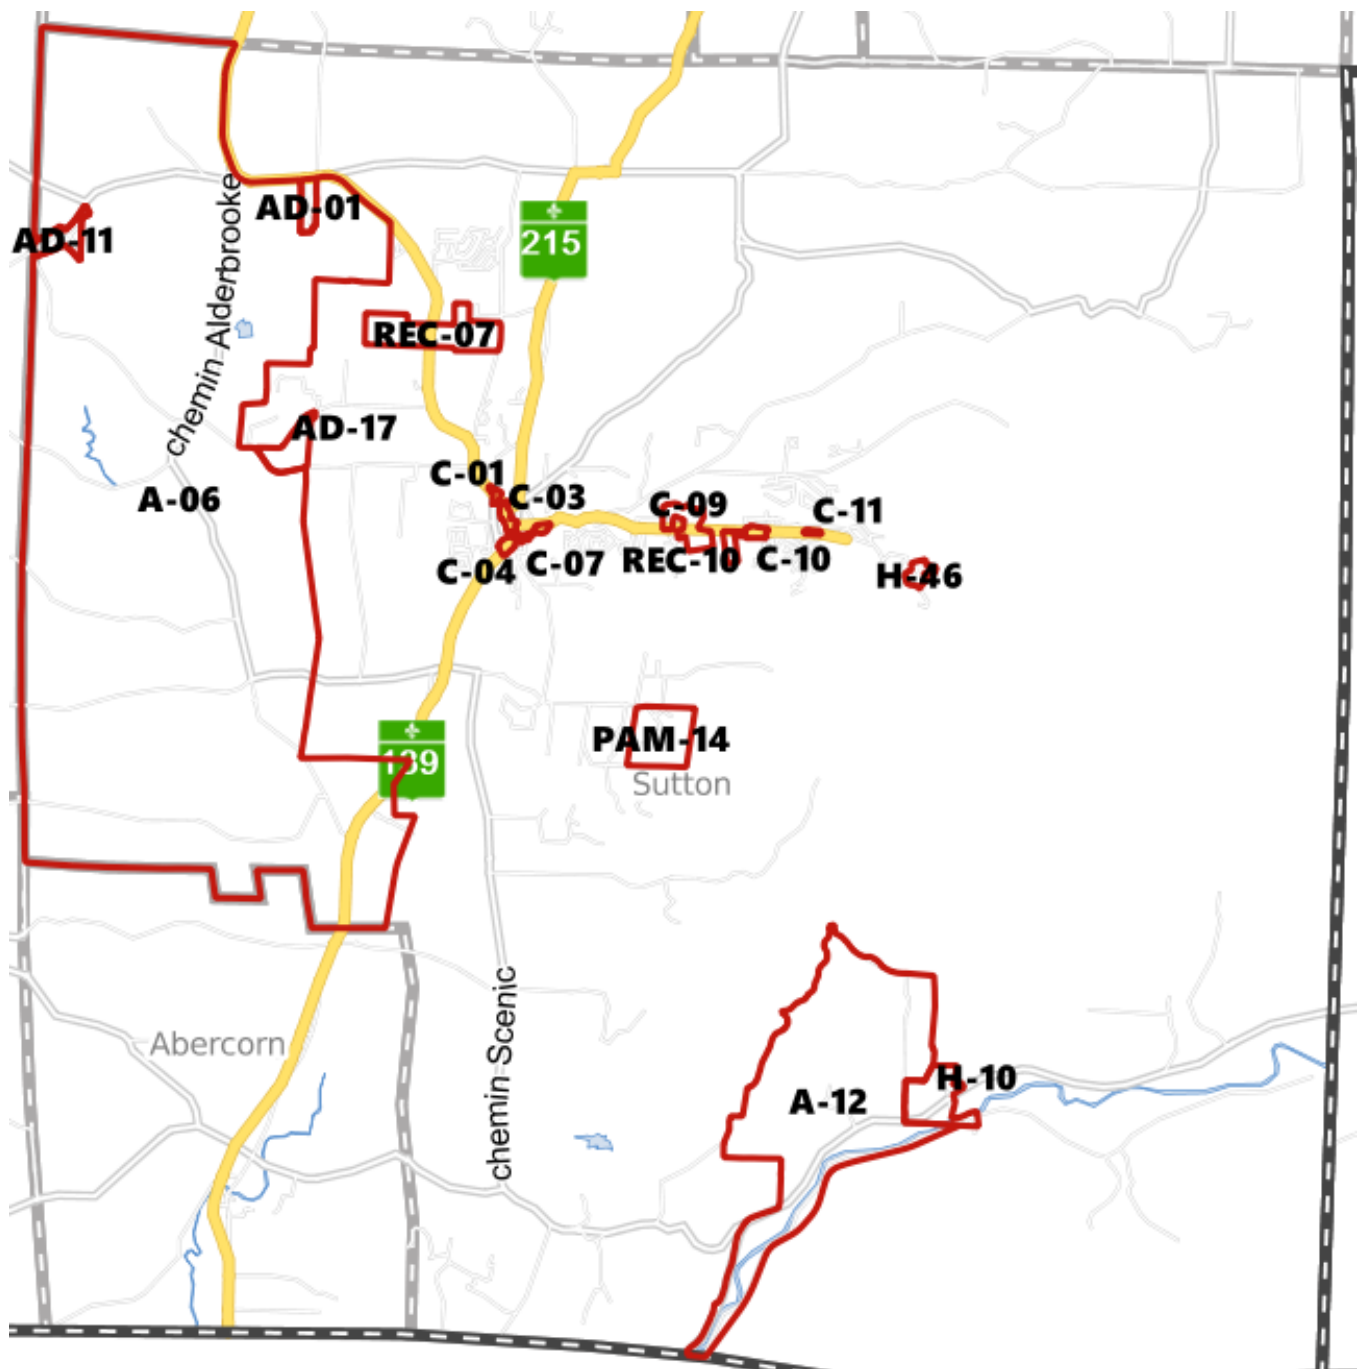 AD-01
chemin Alderbrooke
AD-11
215
REC-07
AD-17
C-01
A-06
C-03
C-09
C-11
C-04
C-07
REC-10
C-10
H-46
PAM-14
139
Sutton
chemin Scenic
Abercorn
H-10
A-12